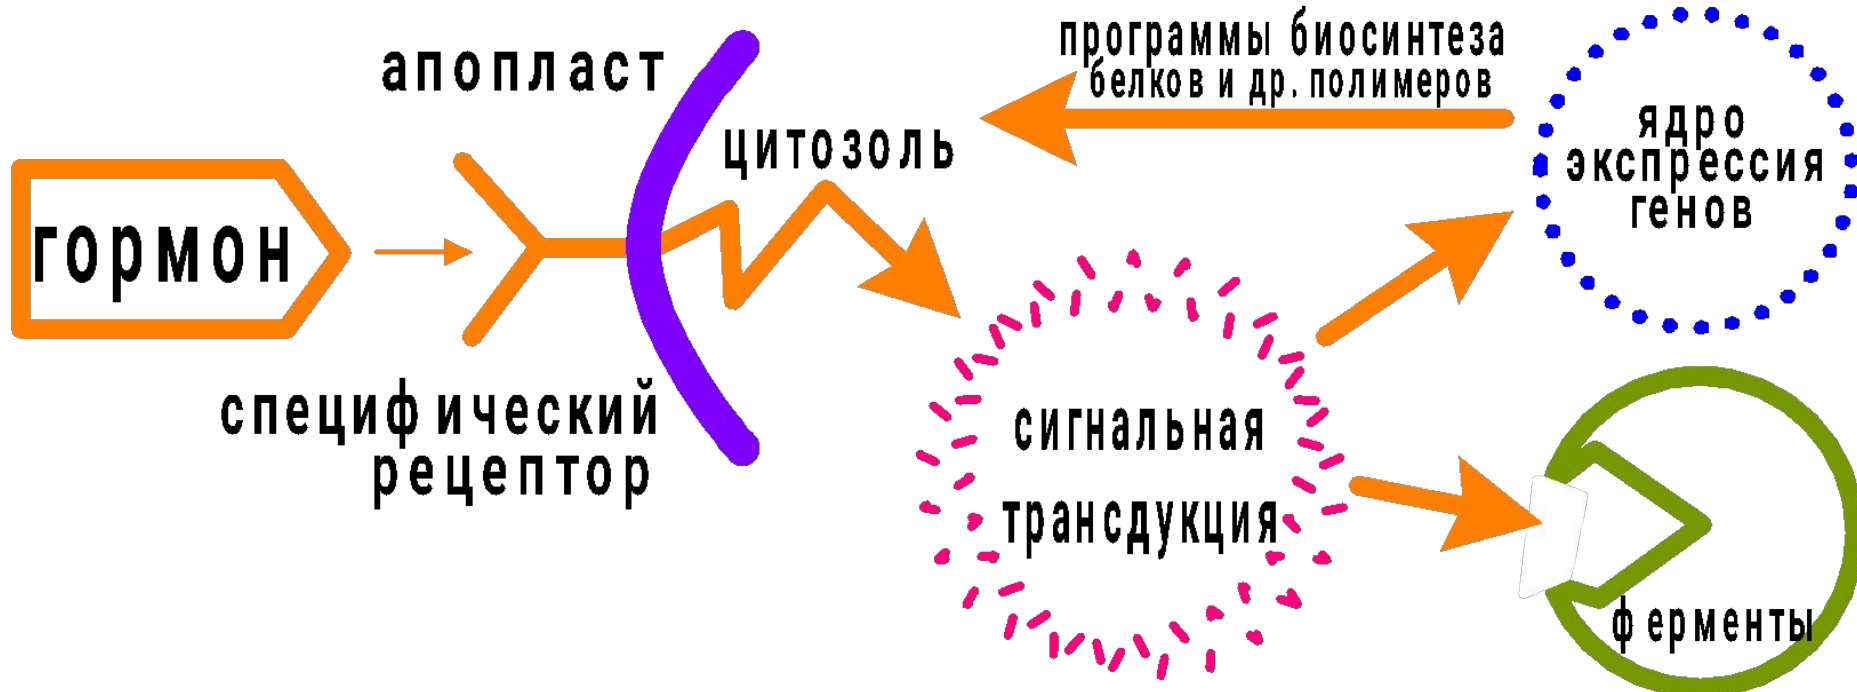 апопласт
программы биосинтеза
белков и др. полимеров
цитозоль
ядро
экспрессия
генов
гормон
специфический
рецептор
сигнальная
трансдукция
ферменты